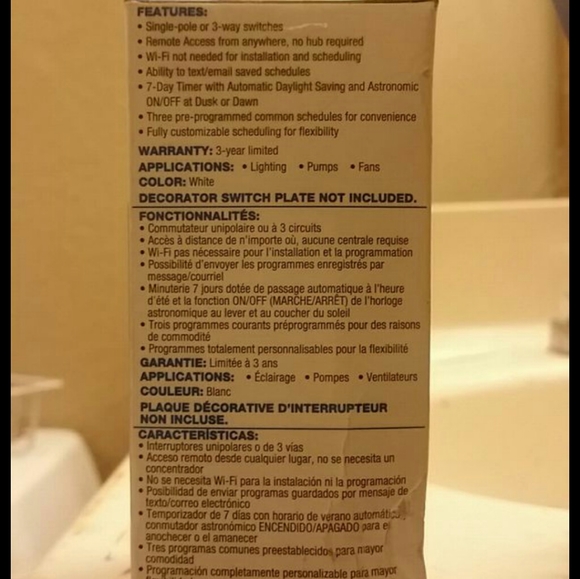 FEATURES:
• Single-pole or 3-way switches
• Remote Access from anywhere, no hub required
• Wi-Fi not needed for installation and scheduling
• Ability to text/email saved schedules
• 7-Day Timer with Automatic Daylight Saving and Astronomic
ON/OFF at Dusk or Dawn
• Three pre-programmed common schedules for convenience
• Fully customizable scheduling for flexibility
WARRANTY: 3-year limited
APPLICATIONS: • Lighting • Pumps • Fans
COLOR: White
DECORATOR SWITCH PLATE NOT INCLUDED.
FONCTIONNALITÉS:
• Commutateur unipolaire ou à 3 circuits
• Accès à distance de n'importe où, aucune centrale requise
• Wi-Fi pas nécessaire pour l'installation et la programmation
• Possibilité d'envoyer les programmes enregistrés par
message/courriel
• Minuterie 7 jours dotée de passage automatique à l'heure
d'été et la fonction ON/OFF (MARCHE/ARRÊT) de l'horloge
astronomique au lever et au coucher du soleil
• Trois programmes courants préprogrammés pour des raisons
de commodité
• Programmes totalement personnalisables pour la flexibilité
GARANTIE: Limitée à 3 ans
APPLICATIONS: • Éclairage • Pompes • Ventilateurs
COULEUR: Blanc
PLAQUE DÉCORATIVE D'INTERRUPTEUR
NON INCLUSE.
CARACTERÍSTICAS:
• Interruptores unipolares o de 3 vías
• Acceso remoto desde cualquier lugar, no se necesita un
concentrador
• No se necesita Wi-Fi para la instalación ni la programación
• Posibilidad de enviar programas guardados por mensaje de
texto/correo electrónico
• Temporizador de 7 días con horario de verano automático
conmutador astronómico ENCENDIDO/APAGADO para el
anochecer o el amanecer
• Tres programas comunes preestablecidos para mayor
comodidad
• Programación completamente personalizable para mayor